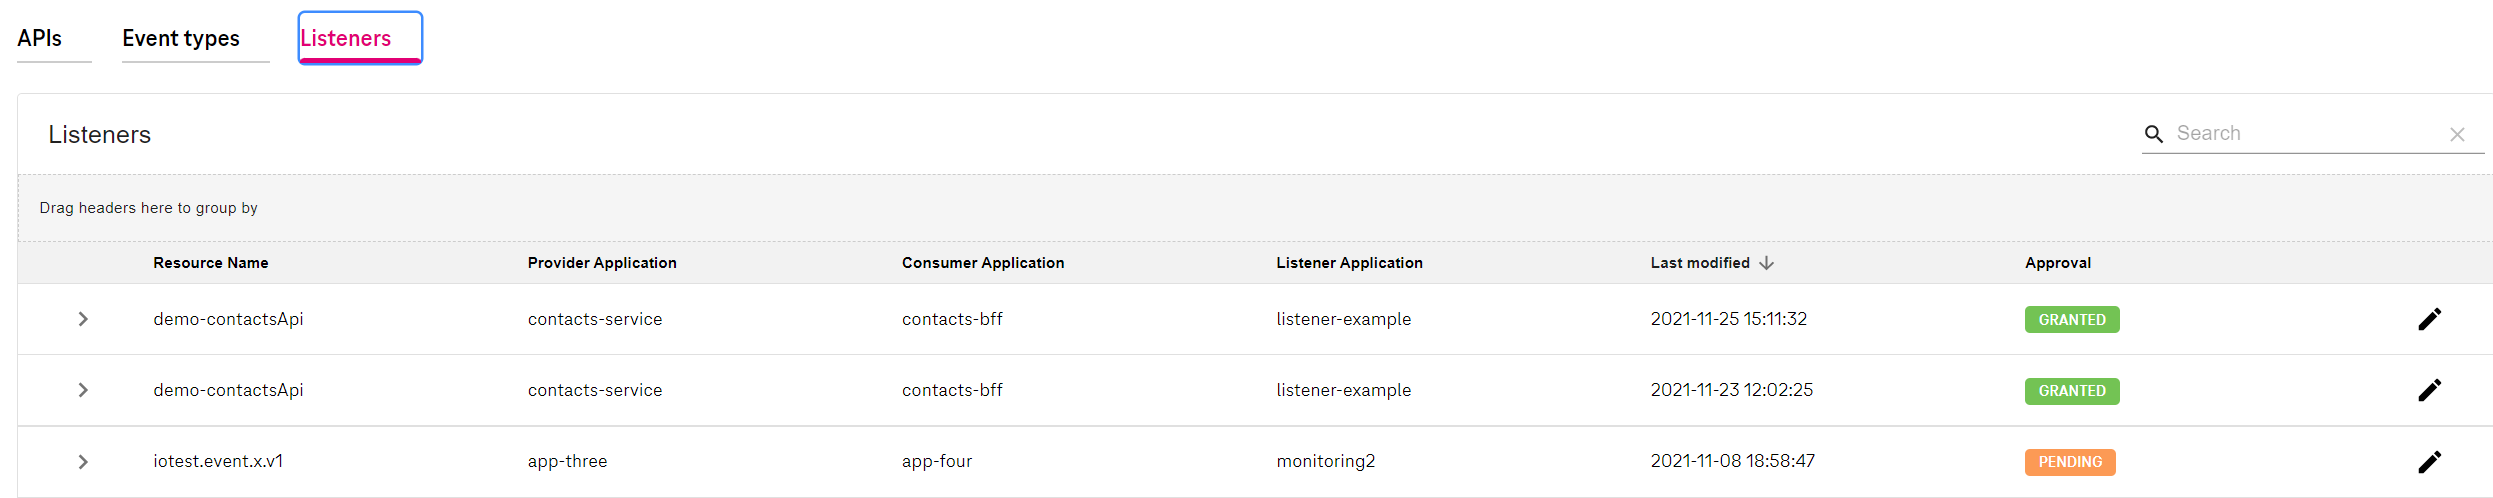 APIs Event types Listeners
Listeners Search
Drag headers here to group by
Resource Name Provider Application Consumer Application Listener Application Last modified Approval
demo-contactsApi contacts-service contacts-bff listener-example 2021-11-25 15:11:32 GRANTED
demo-contactsApi contacts-service contacts-bff listener-example 2021-11-23 12:02:25 GRANTED
iotest.event.x.v1 app-three app-four monitoring2 2021-11-08 18:58:47 PENDING